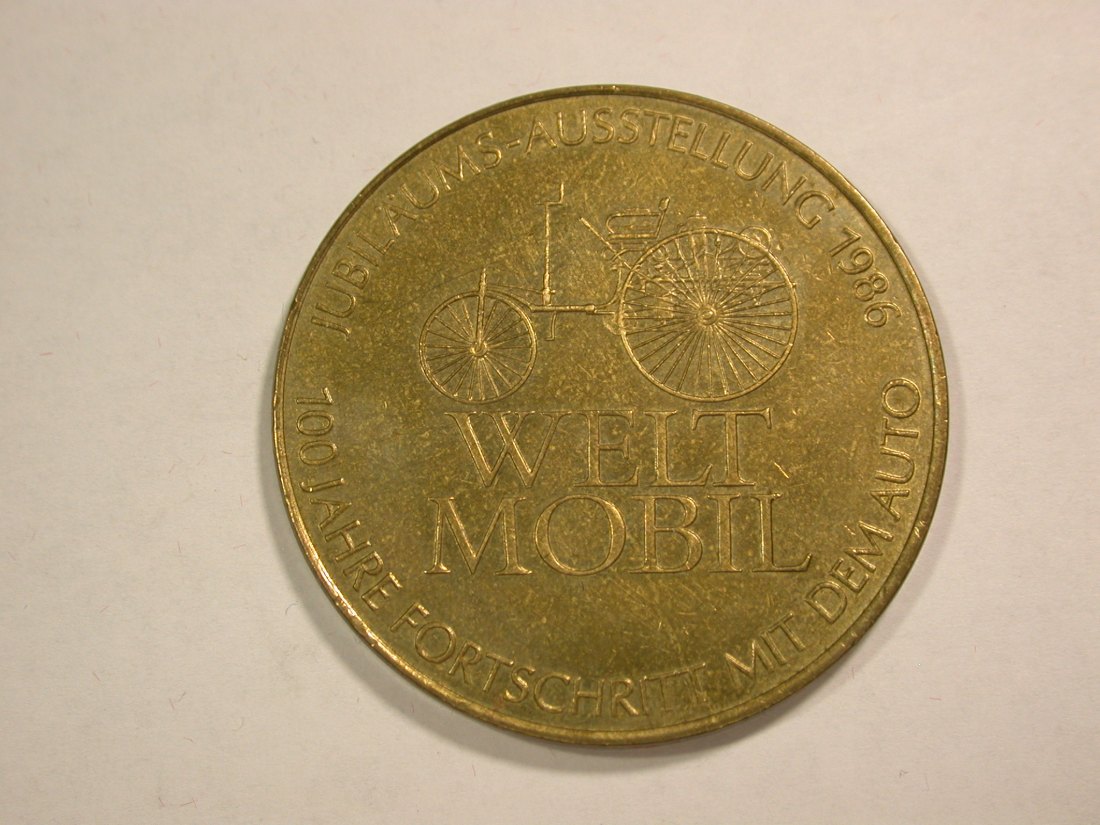 JUBILÄUMS-AUSSTELLUNG 1986
WELT
MOBIL
100 JAHRE FORTSCHRITT MIT DEM AUTO